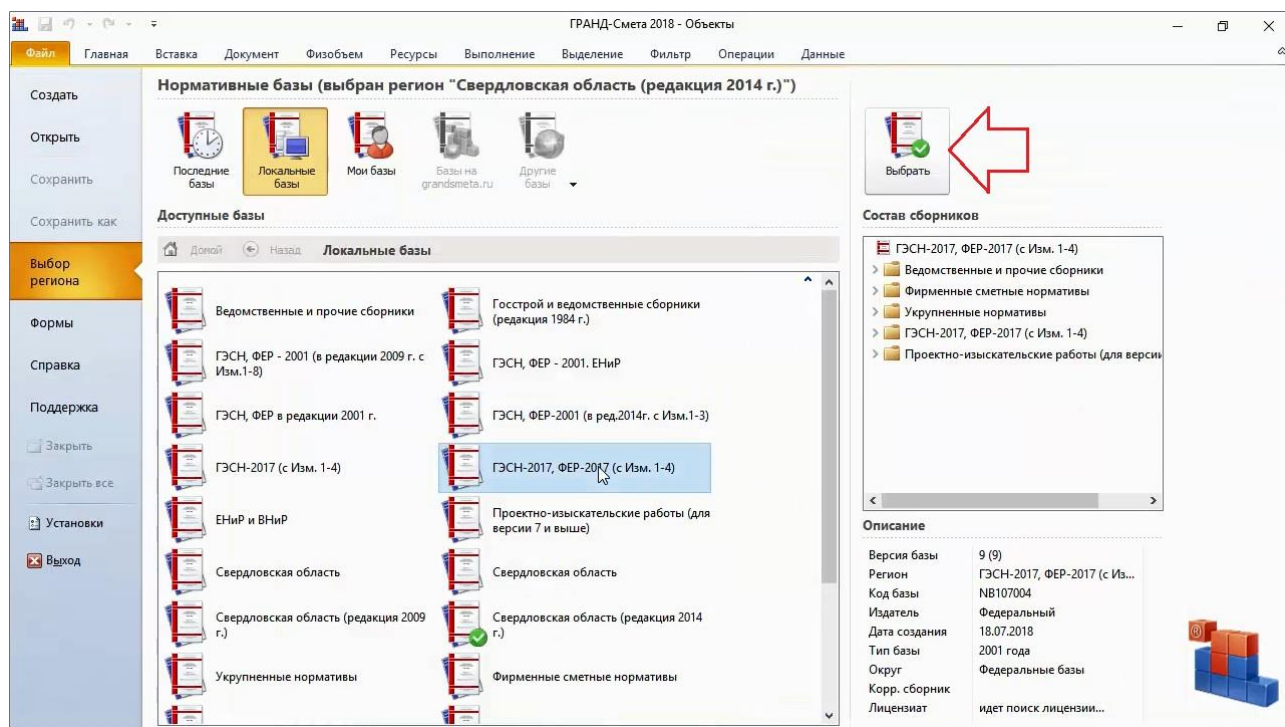 ГРАНД-Смета 2018 - Объекты
Файл Главная Вставка Документ Физобъем Ресурсы Выполнение Выделение Фильтр Операции Данные
Создать
Открыть
Сохранить
Сохранить как
Выбор
региона
Формы
Справка
Поддержка
Закрыть
Закрыть все
Установки
Выход
Нормативные базы (выбран регион "Свердловская область (редакция 2014 г.)")
Последние
базы
Локальные
базы
Мои базы
Базы на
grandsmeta.ru
Другие
базы
Доступные базы
Домой Назад Локальные базы
Ведомственные и прочие сборники
Госстрой и ведомственные сборники
(редакция 1984 г.)
ГЭСН, ФЕР- 2001 (в редакции 2009 г. с
Изм.1-8)
ГЭСН, ФЕР - 2001. ЕНиР
ГЭСН, ФЕР в редакции 2001 г.
ГЭСН, ФЕР-2001 (в ред.2014г. с Изм.1-3)
ГЭСН-2017 (с Изм. 1-4)
ГЭСН-2017, ФЕР-2017 (с Изм. 1-4)
ЕНиР и ВНиР
Проектно-изыскательские работы (для
версии 7 и выше)
Свердловская область
Свердловская область
Свердловская область (редакция 2009
г.)
Свердловская область (редакция 2014
г.)
Укрупненные норматива
Фирменные сметные нормативы
Выбрать
Состав сборников
ГЭСН-2017, ФЕР-2017 (с Изм. 1-4)
Ведомственные и прочие сборники
Фирменные сметные нормативы
Укрупненные нормативы
ГЭСН-2017, ФЕР-2017 (с Изм. 1-4)
Проектно-изыскательские работы (для версии
Описание
Версия базы 9 (9)
Регион ГЭСН-2017, ФЕР-2017 (с Из...
Код базы NB107004
Издатель Федеральный
Дата создания 18.07.2018
Тип базы 2001 года
Округ Федеральные базы
Корр. сборник
Лицензиат идет поиск лицензии...
®